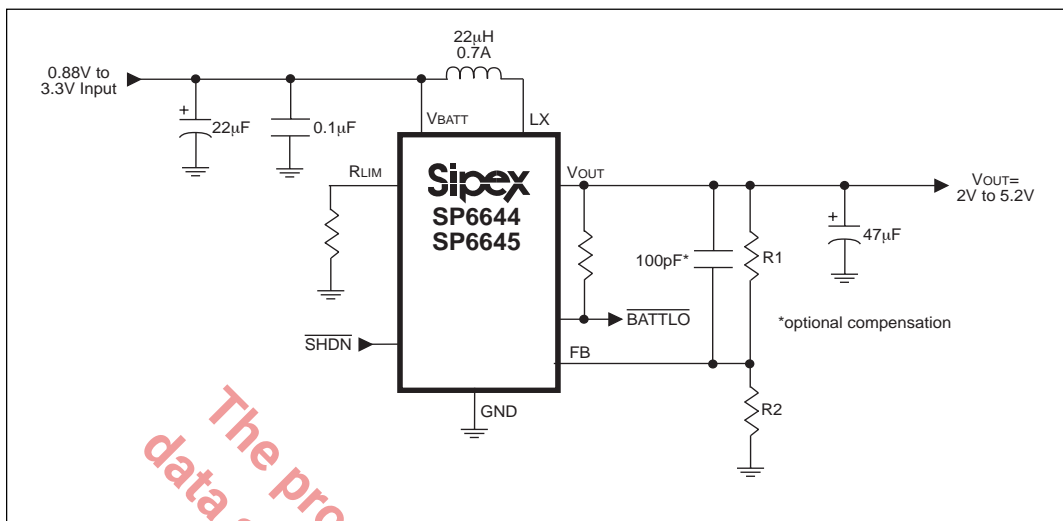 22μH
0.7A
0.88V to
3.3V Input
+
22μF
0.1μF
VBATT
LX
RLIM
Sipex
SP6644
SP6645
VOUT
VOUT=
2V to 5.2V
+
47μF
100pF*
R1
BATTLO
*optional compensation
SHDN
FB
R2
GND
The pro
data